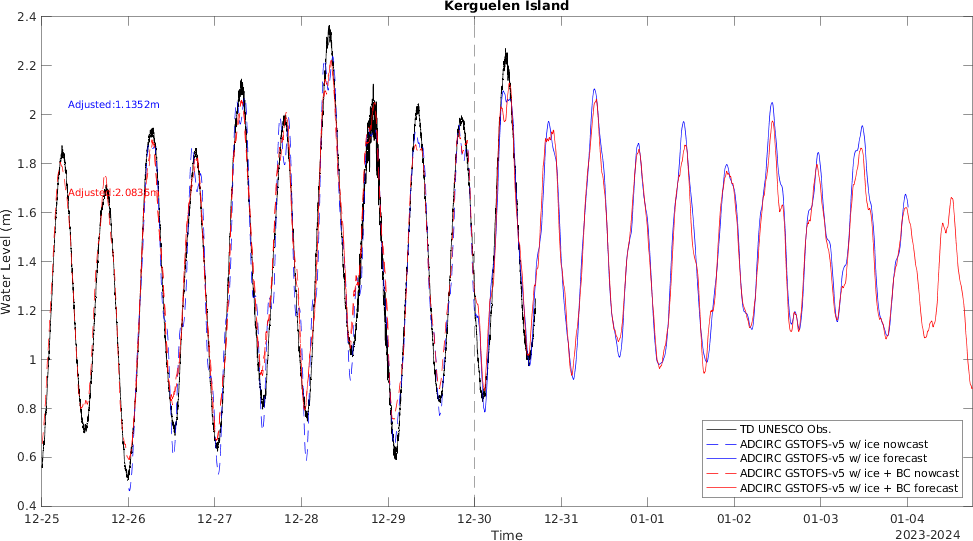 Kerguelen Island
2.4
2.2
2
1.8
1.6
1.4
1.2
1
0.8
0.6
0.4
Water Level (m)
Adjusted:1.1352m
Adjusted:2.0836m
TD UNESCO Obs.
ADCIRC GSTOFS-v5 w/ ice nowcast
ADCIRC GSTOFS-v5 w/ ice forecast
ADCIRC GSTOFS-v5 w/ ice + BC nowcast
ADCIRC GSTOFS-v5 w/ ice + BC forecast
12-25 12-26 12-27 12-28 12-29 12-30 12-31 01-01 01-02 01-03 01-04
Time
2023-2024